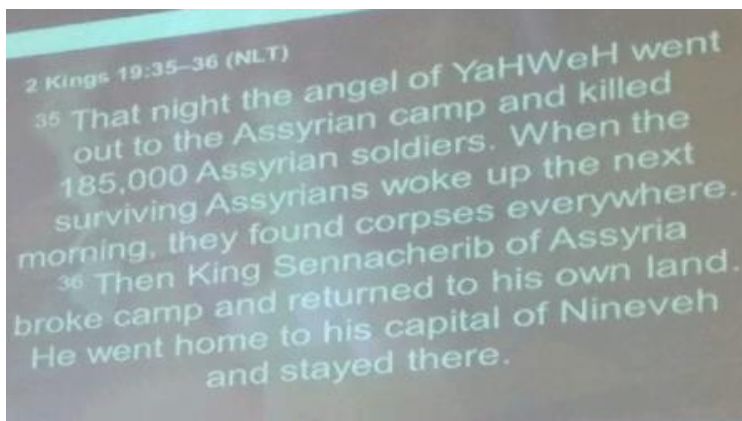 2 Kings 19:35–36 (NLT)
35 That night the angel of YaHWeH went
out to the Assyrian camp and killed
185,000 Assyrian soldiers. When the
surviving Assyrians woke up the next
morning, they found corpses everywhere.
36 Then King Sennacherib of Assyria
broke camp and returned to his own land.
He went home to his capital of Nineveh
and stayed there.